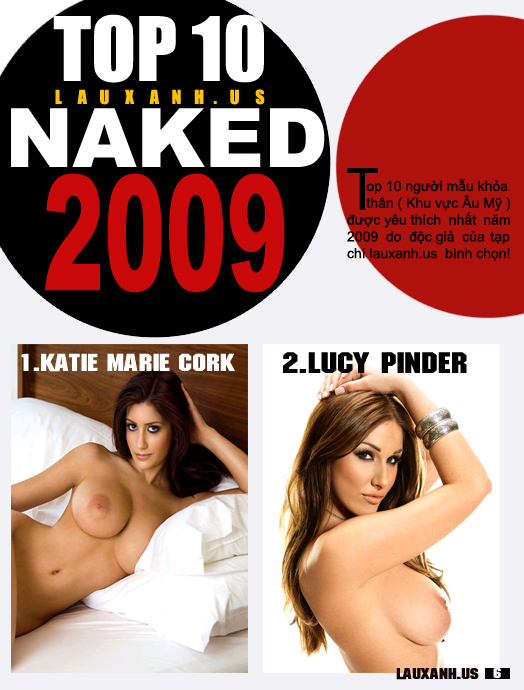 TOP 10
LAUXANH.US
NAKED
2009
Top 10 người mẫu khỏa
thân ( Khu vực Âu Mỹ )
được yêu thích nhất năm
2009 do độc giả của tạp
chí lauxanh.us bình chọn!
1.KATIE MARIE CORK
2.LUCY PINDER
LAUXANH.US 6